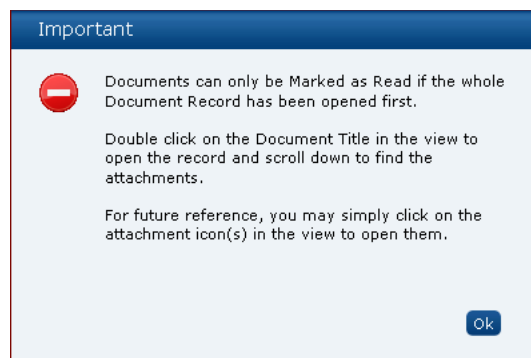 Important
Documents can only be Marked as Read if the whole
Document Record has been opened first.
Double click on the Document Title in the view to
open the record and scroll down to find the
attachments.
For future reference, you may simply click on the
attachment icon(s) in the view to open them.
Ok